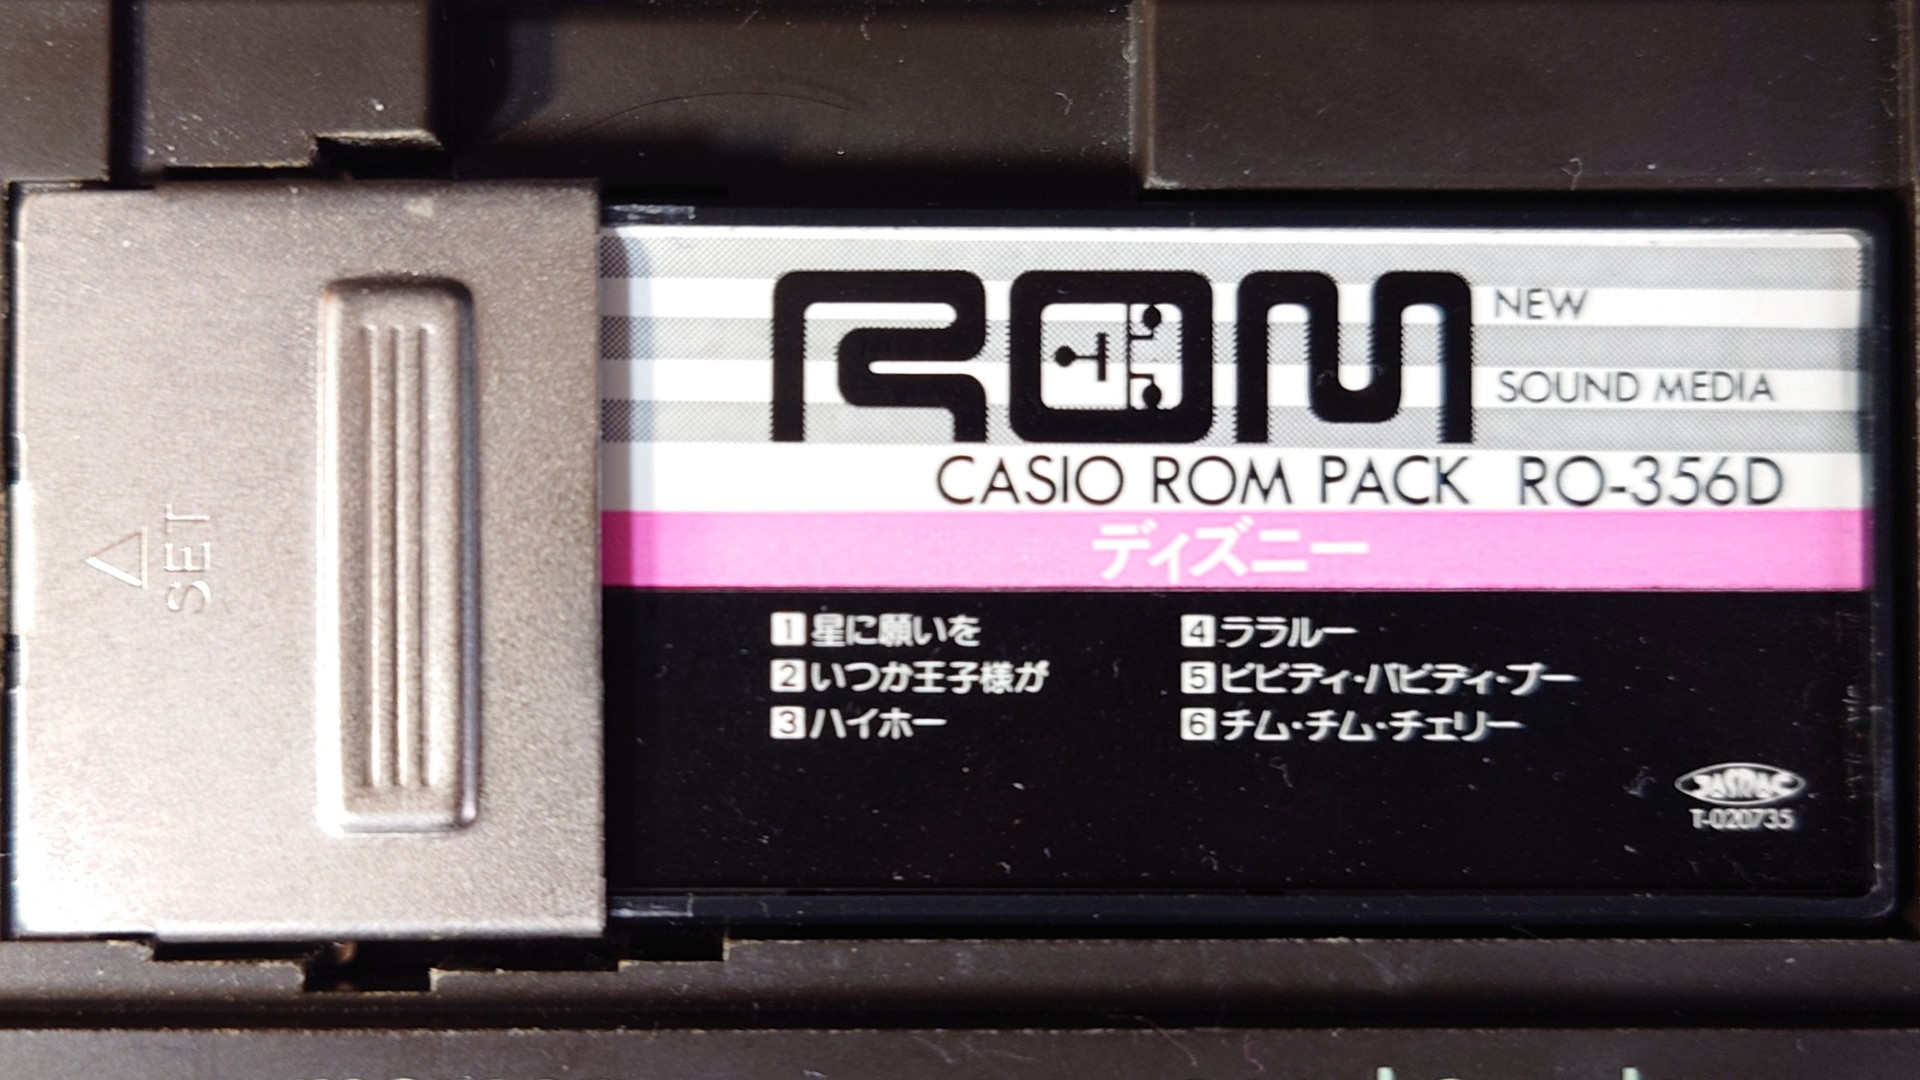 SET
ROM
NEW
SOUND MEDIA
CASIO ROM PACK RO-356D
ディズニー
1 星に願いを
2 いつか王子様が
3 ハイホー
4 ララルー
5 ビビディ・バビディ・ブー
6 チム・チム・チェリー
JASRAC
T-020735